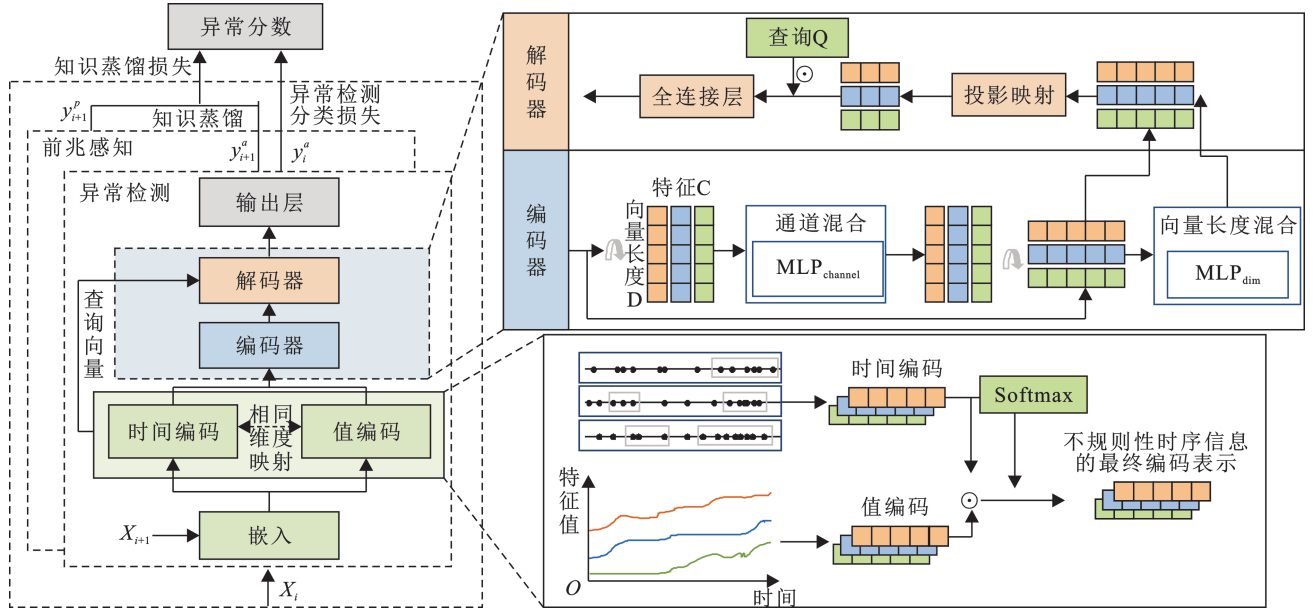 异常分数
知识蒸馏损失
异常检测
分类损失
y^p_{i+1}
知识蒸馏
前兆感知
y^a_{i+1}
y^a_i
异常检测
输出层
解码器
编码器
查询向量
时间编码
相同
维度
映射
值编码
X_{i+1}
嵌入
X_i
解码器
查询Q
⊙
全连接层
投影映射
编码器
特征C
向量长度D
通道混合
MLP_{channel}
向量长度混合
MLP_{dim}
时间编码
Softmax
不规则性时序信息
的最终编码表示
特征值
值编码
⊙
O
时间